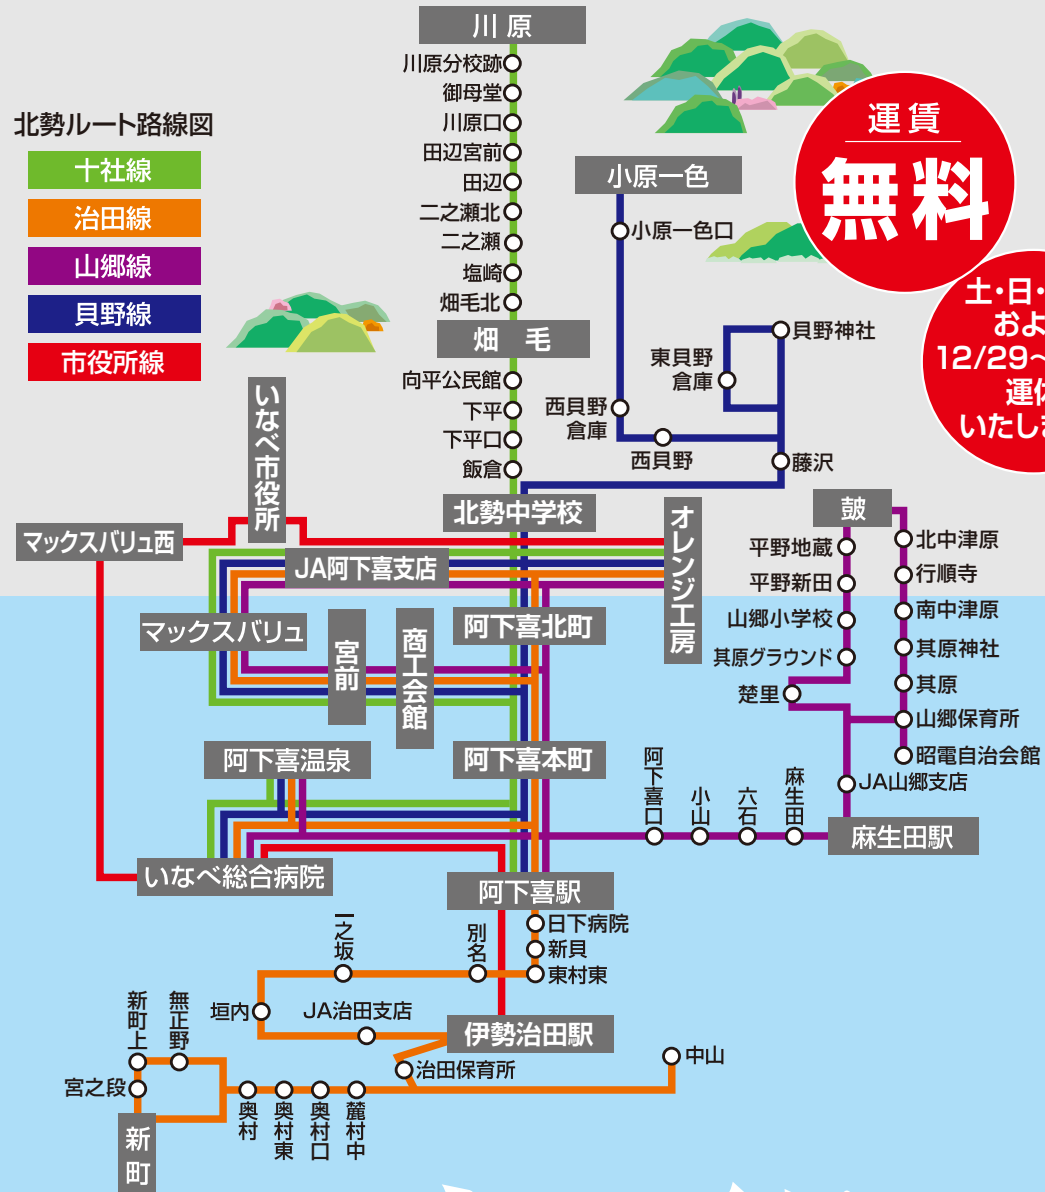 北勢ルート路線図
十社線
治田線
山郷線
貝野線
市役所線
運賃
無料
土・日・
およ
12/29~
運休
いたしま
川原
川原分校跡
御母堂
川原口
田辺宮前
田辺
二之瀬北
二之瀬
塩崎
畑毛北
畑毛
向平公民館
下平
下平口
飯倉
北勢中学校
小原一色
小原一色口
西貝野
倉庫
西貝野
東貝野
倉庫
貝野神社
藤沢
いなべ市役所
マックスバリュ西
JA阿下喜支店
オレンジ工房
マックスバリュ
宮前
商工会館
阿下喜北町
阿下喜温泉
阿下喜本町
皷
平野地蔵
平野新田
山郷小学校
其原グラウンド
楚里
北中津原
行順寺
南中津原
其原神社
其原
山郷保育所
昭電自治会館
JA山郷支店
麻生田駅
阿下喜口
小山
六石
麻生田
いなべ総合病院
阿下喜駅
日下病院
新貝
東村東
別名
一之坂
垣内
JA治田支店
伊勢治田駅
治田保育所
中山
新町上
無正野
宮之段
新町
奥村
奥村東
奥村口
麓村中